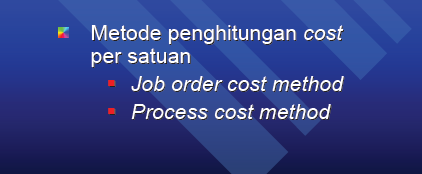 Metode penghitungan cost
per satuan
Job order cost method
Process cost method